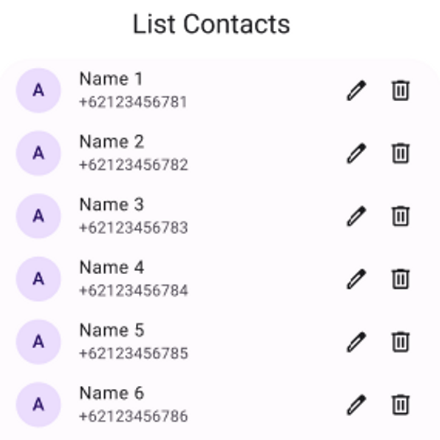 List Contacts
A
Name 1
+62123456781
A
Name 2
+62123456782
A
Name 3
+62123456783
A
Name 4
+62123456784
A
Name 5
+62123456785
A
Name 6
+62123456786